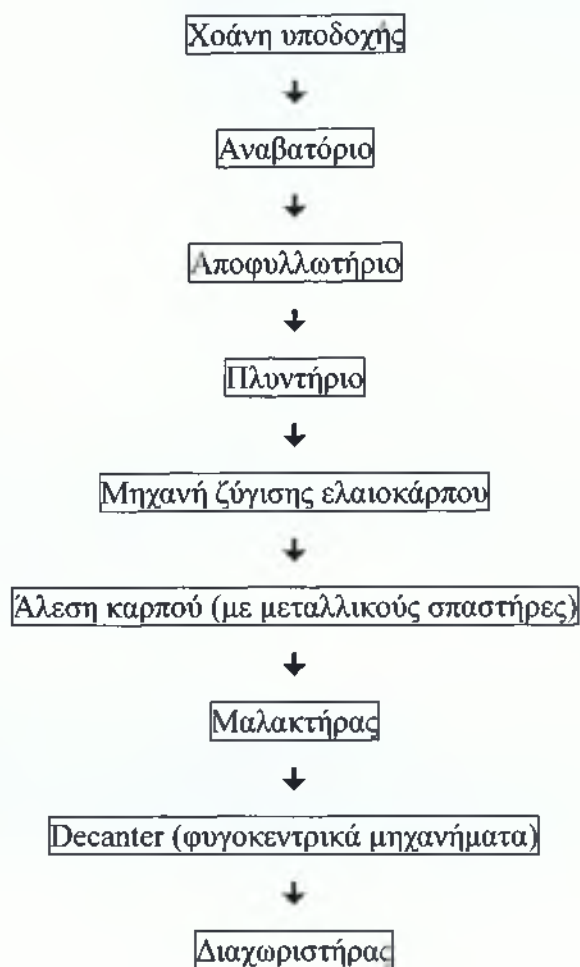 Χοάνη υποδοχής
Αναβατόριο
Αποφυλλωτήριο
Πλυντήριο
Μηχανή ζύγισης ελαιοκάρπου
Άλεση καρπού (με μεταλλικούς σπαστήρες)
Μαλακτήρας
Decanter (φυγοκεντρικά μηχανήματα)
Διαχωριστήρας